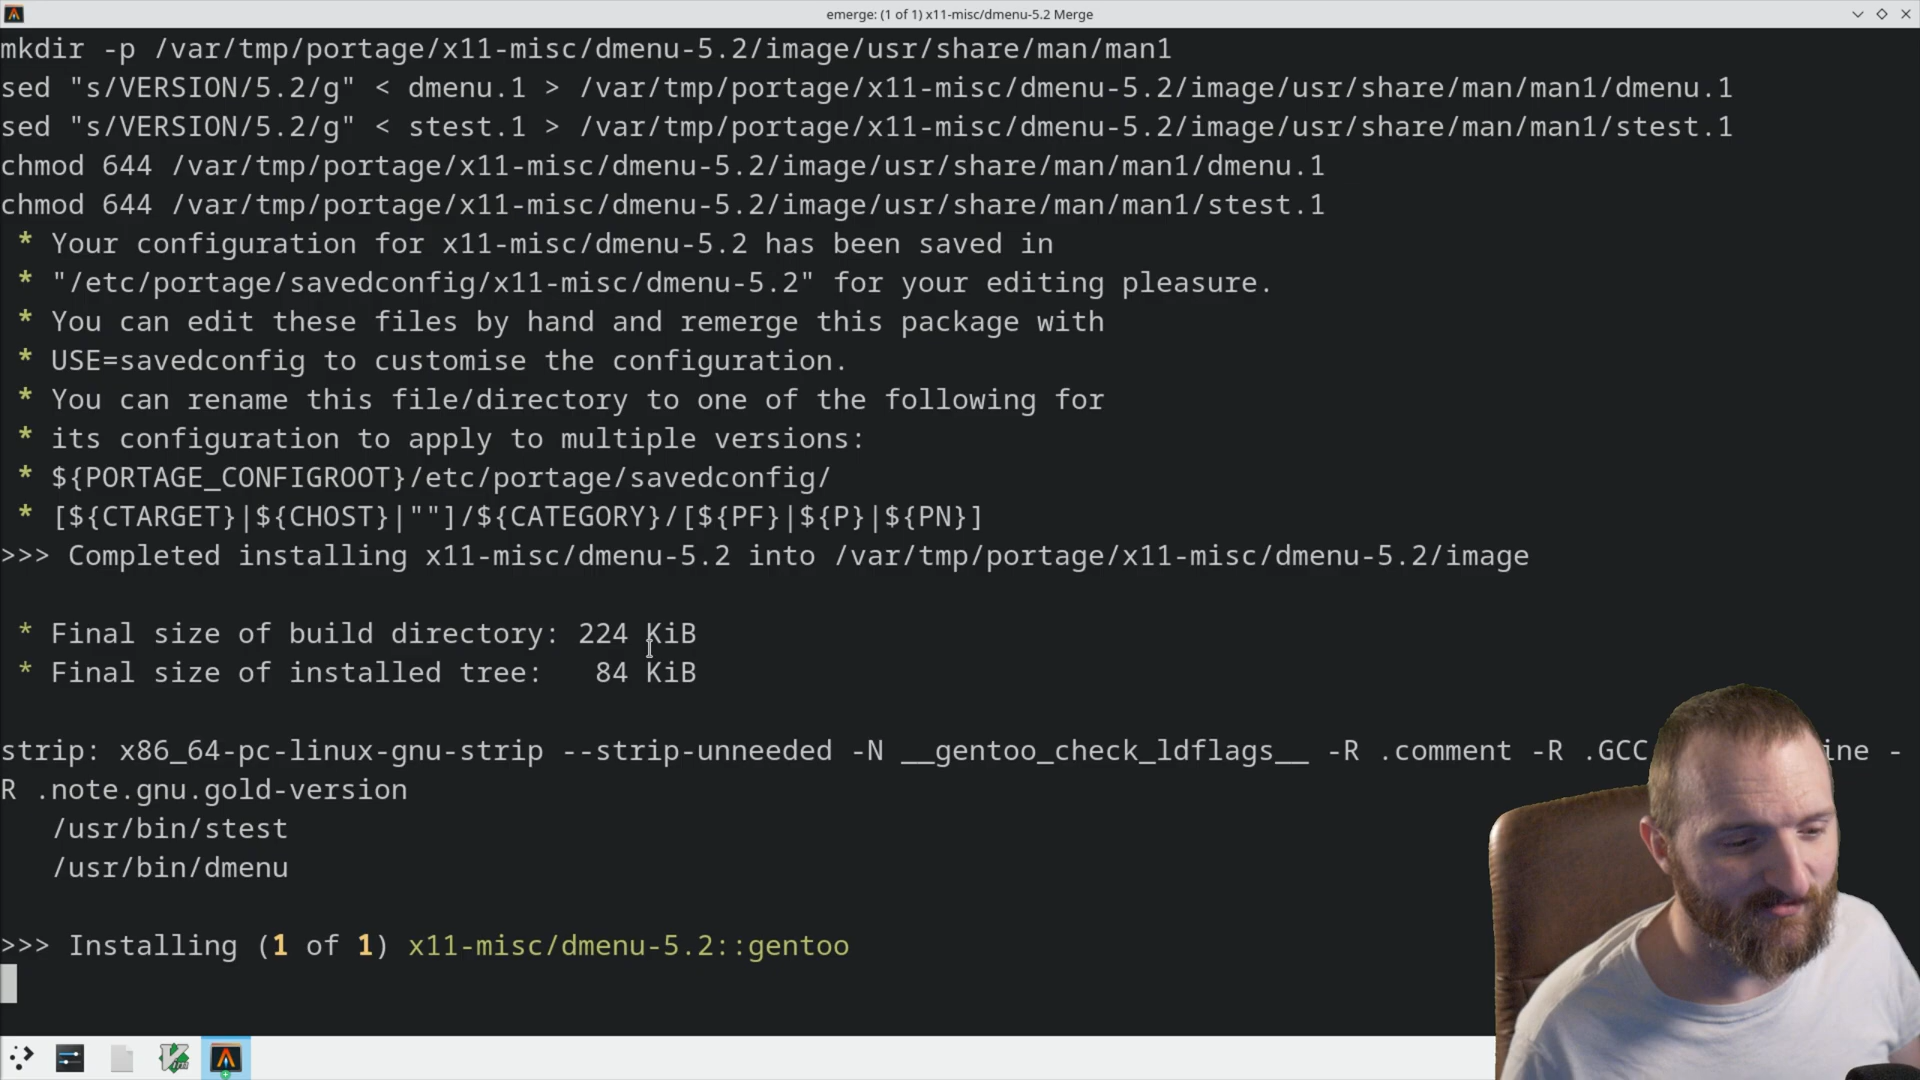 emerge: (1 of 1) x11-misc/dmenu-5.2 Merge
mkdir -p /var/tmp/portage/x11-misc/dmenu-5.2/image/usr/share/man/man1
sed "s/VERSION/5.2/g" < dmenu.1 > /var/tmp/portage/x11-misc/dmenu-5.2/image/usr/share/man/man1/dmenu.1
sed "s/VERSION/5.2/g" < stest.1 > /var/tmp/portage/x11-misc/dmenu-5.2/image/usr/share/man/man1/stest.1
chmod 644 /var/tmp/portage/x11-misc/dmenu-5.2/image/usr/share/man/man1/dmenu.1
chmod 644 /var/tmp/portage/x11-misc/dmenu-5.2/image/usr/share/man/man1/stest.1
 * Your configuration for x11-misc/dmenu-5.2 has been saved in
 * "/etc/portage/savedconfig/x11-misc/dmenu-5.2" for your editing pleasure.
 * You can edit these files by hand and remerge this package with
 * USE=savedconfig to customise the configuration.
 * You can rename this file/directory to one of the following for
 * its configuration to apply to multiple versions:
 * ${PORTAGE_CONFIGROOT}/etc/portage/savedconfig/
 * [${CTARGET}|${CHOST}|""]/${CATEGORY}/[${PF}|${P}|${PN}]
>>> Completed installing x11-misc/dmenu-5.2 into /var/tmp/portage/x11-misc/dmenu-5.2/image
 * Final size of build directory: 224 KiB
 * Final size of installed tree:   84 KiB
strip: x86_64-pc-linux-gnu-strip --strip-unneeded -N __gentoo_check_ldflags__ -R .comment -R .GCC ine -
R .note.gnu.gold-version
   /usr/bin/stest
   /usr/bin/dmenu
>>> Installing (1 of 1) x11-misc/dmenu-5.2::gentoo